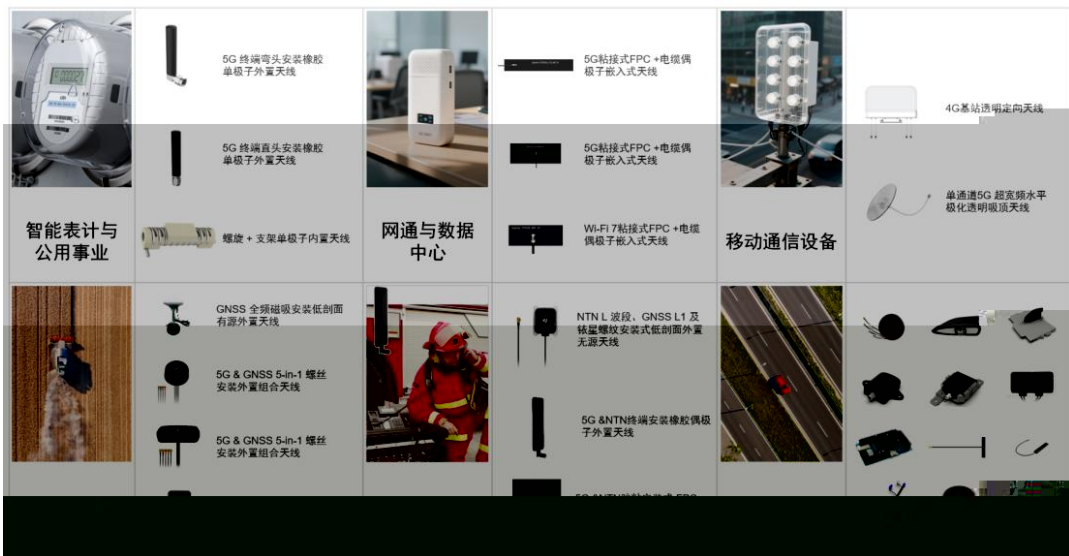 5G 终端弯头安装橡胶
单极子外置天线
5G 终端直头安装橡胶
单极子外置天线
螺旋 + 支架单极子内置天线
智能表计与
公用事业
5G粘接式FPC +电缆偶
极子嵌入式天线
5G粘接式FPC +电缆偶
极子嵌入式天线
Wi-Fi 7粘接式FPC +电缆
偶极子嵌入式天线
网通与数据
中心
4G基站透明定向天线
单通道5G 超宽频水平
极化透明吸顶天线
移动通信设备
GNSS 全频磁吸安装低剖面
有源外置天线
5G & GNSS 5-in-1 螺丝
安装外置组合天线
5G & GNSS 5-in-1 螺丝
安装外置组合天线
NTN L 波段、GNSS L1 及
铱星螺纹安装式低剖面外置
无源天线
5G &NTN终端安装橡胶偶极
子外置天线